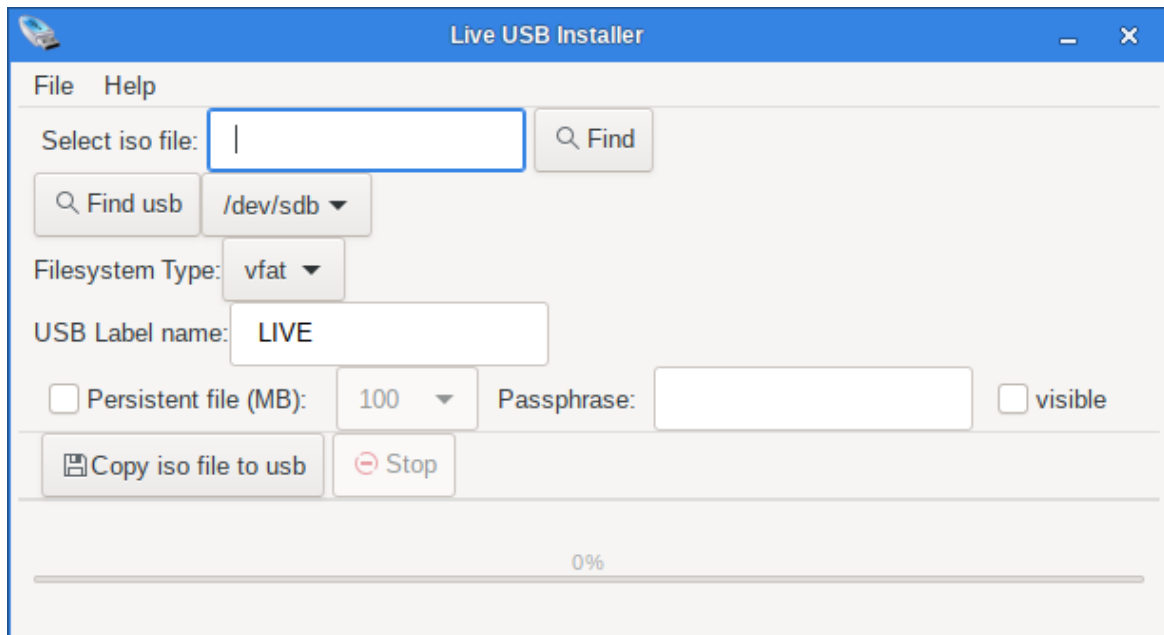 Live USB Installer
File Help
Select iso file: Find
Find usb /dev/sdb
Filesystem Type: vfat
USB Label name: LIVE
Persistent file (MB): 100 Passphrase: visible
Copy iso file to usb Stop
0%